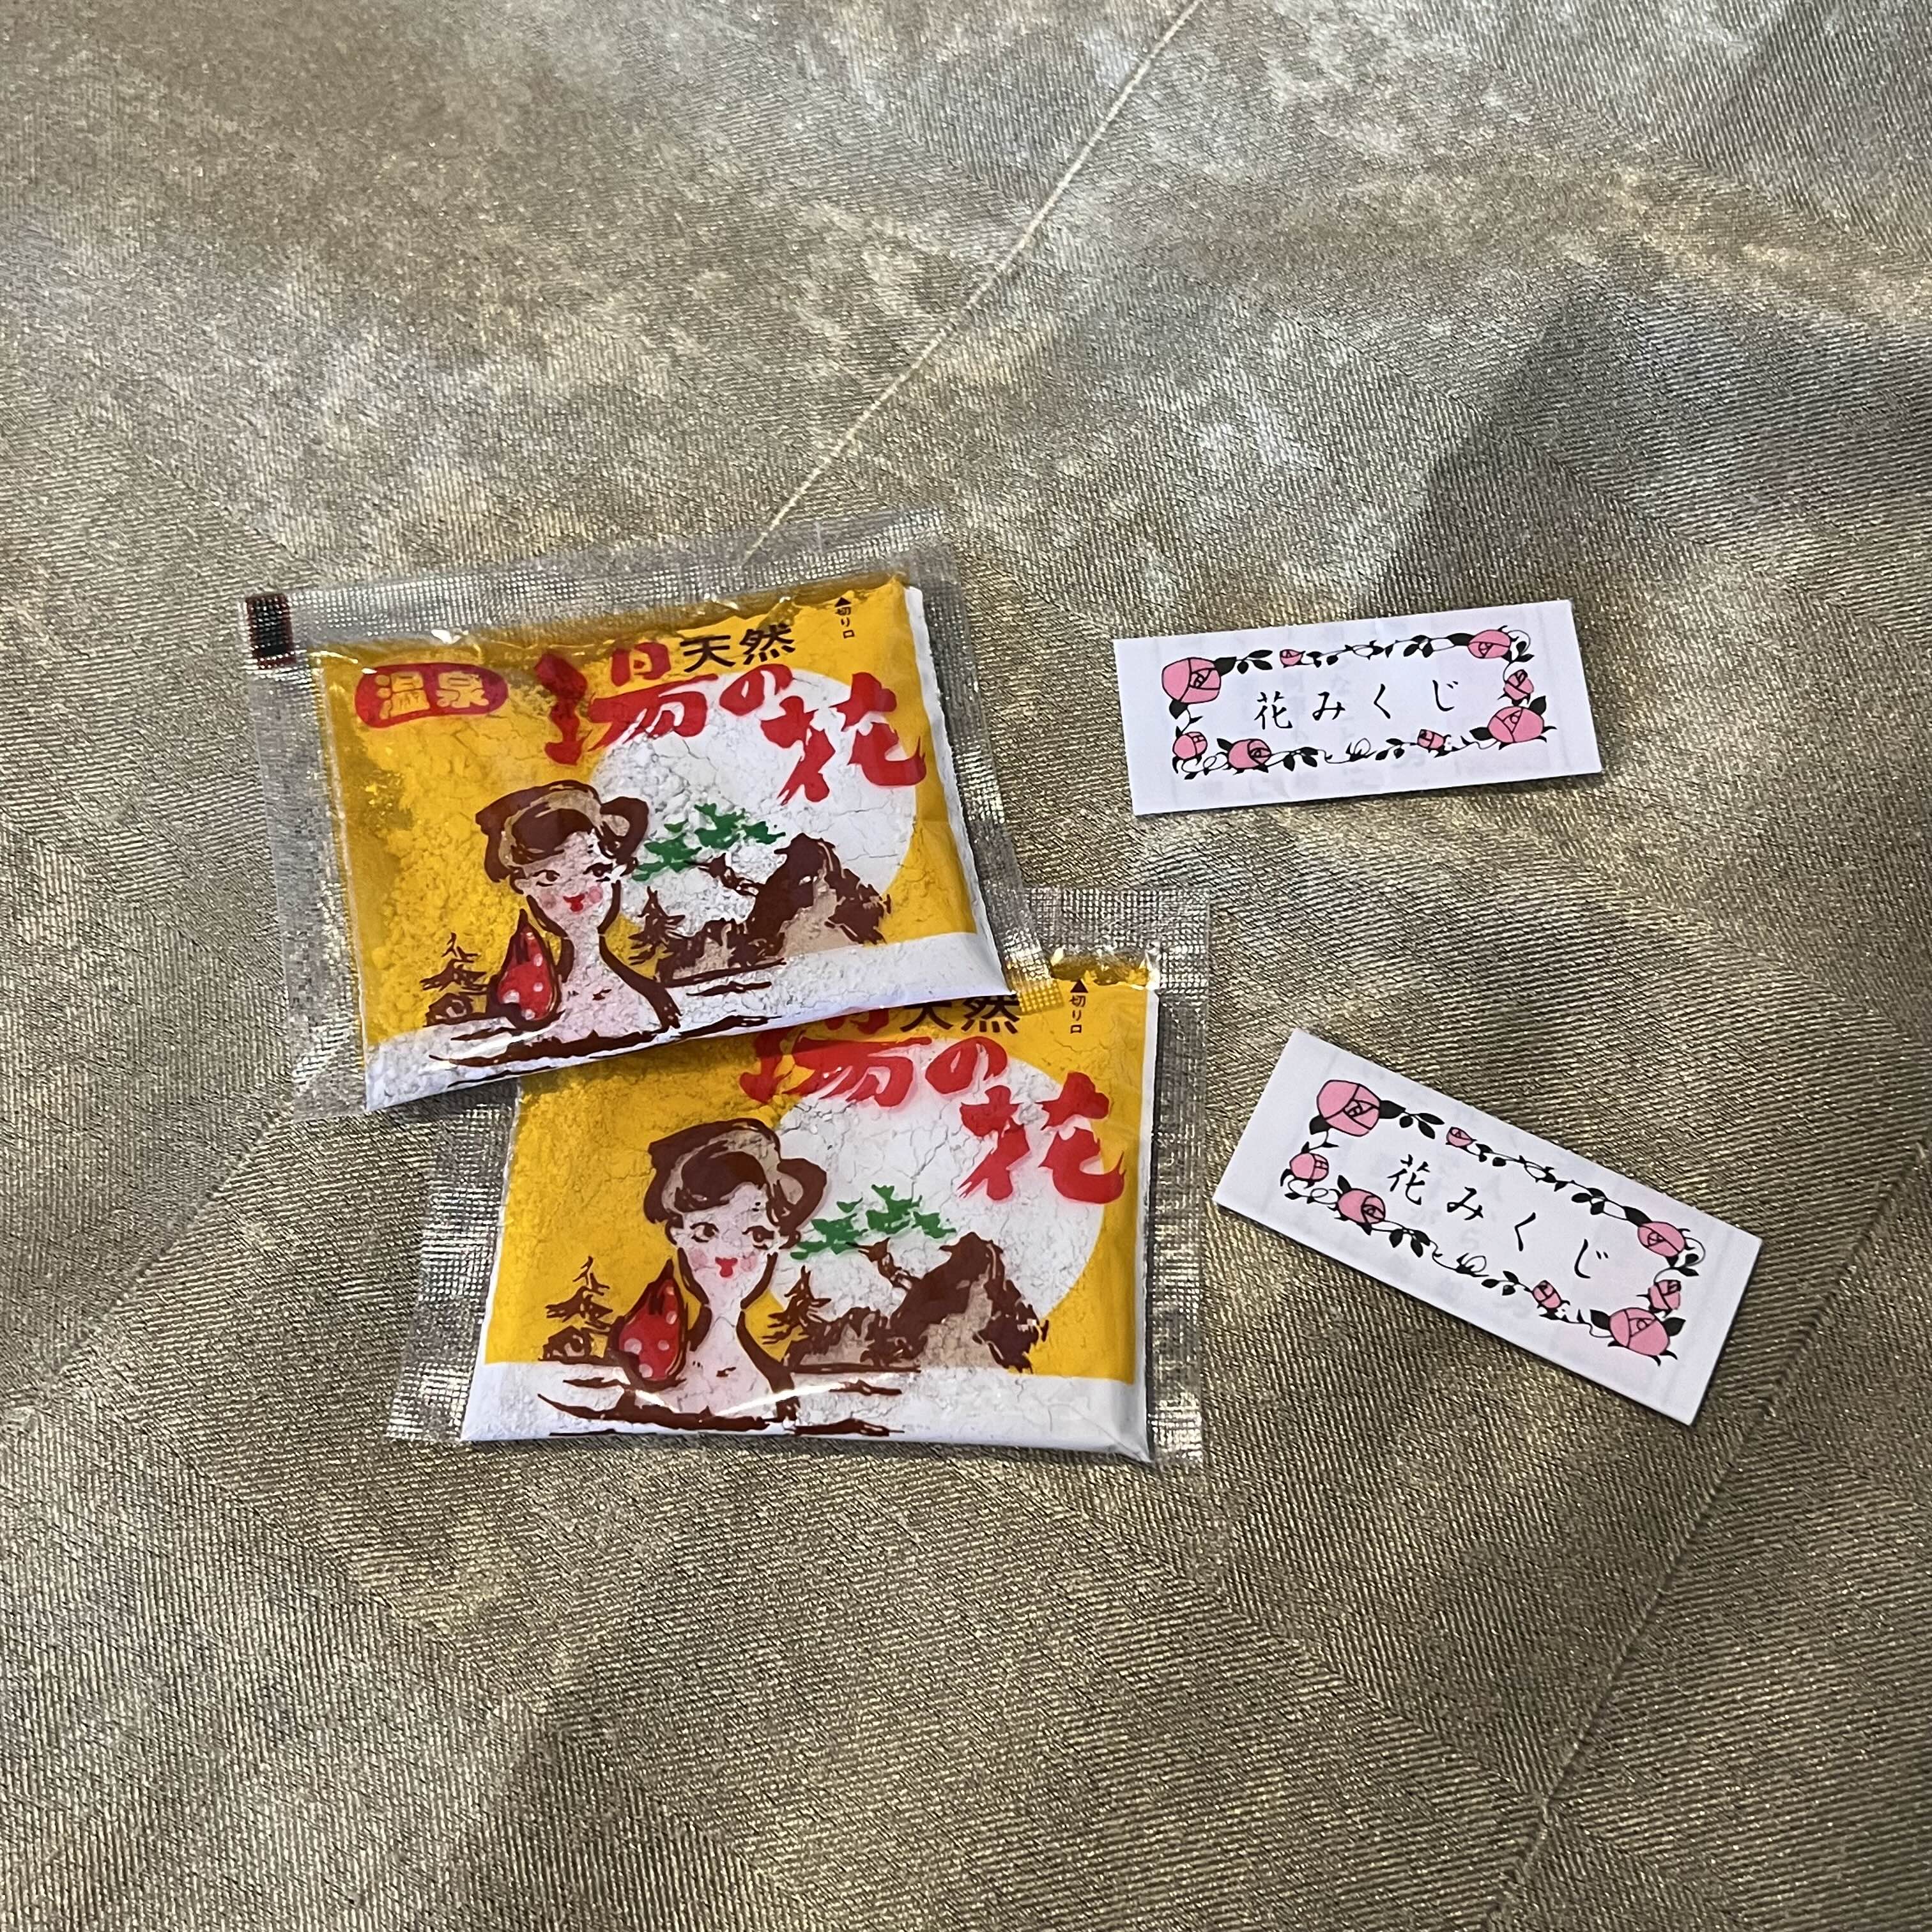 温泉
天然
湯の花
切り口
天然
湯の花
切り口
花みくじ
花みくじ